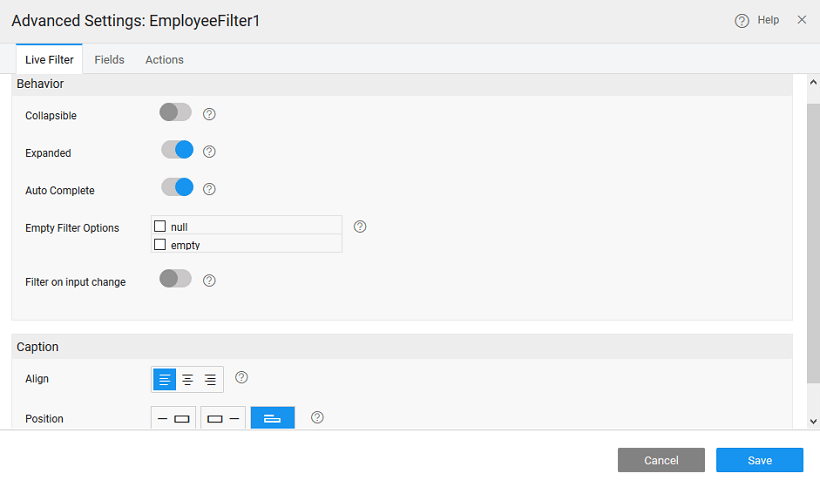 Advanced Settings: EmployeeFilter1
Help
Live Filter Fields Actions
Behavior
Collapsible
Expanded
Auto Complete
Empty Filter Options
null
empty
Filter on input change
Caption
Align
Position
Cancel Save